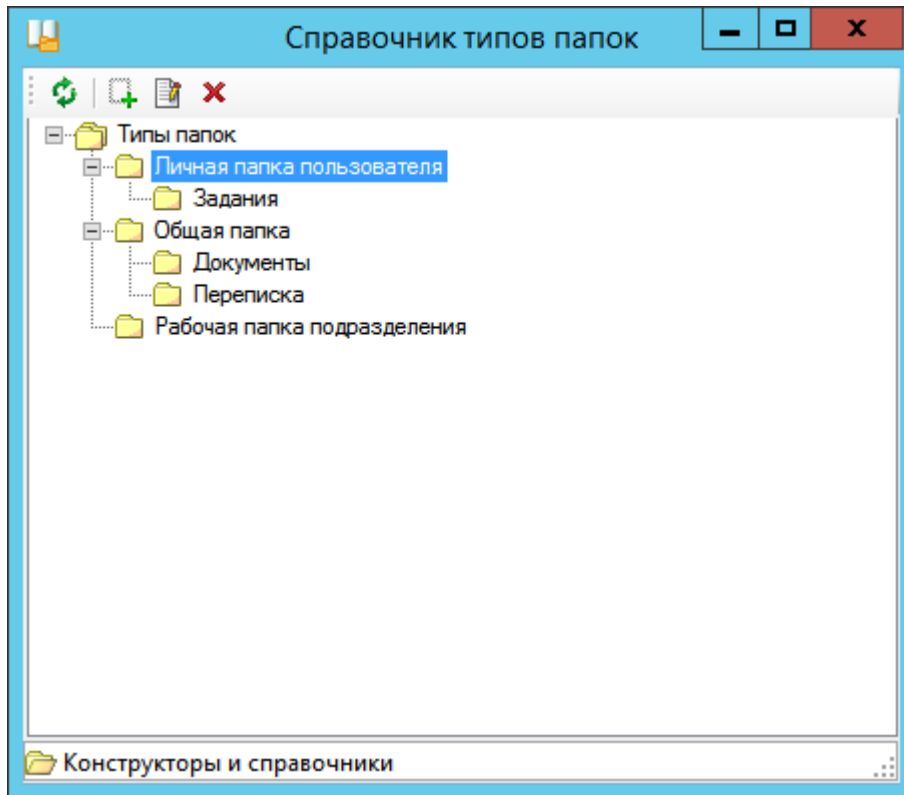 Справочник типов папок
Типы папок
Личная папка пользователя
Задания
Общая папка
Документы
Переписка
Рабочая папка подразделения
Конструкторы и справочники